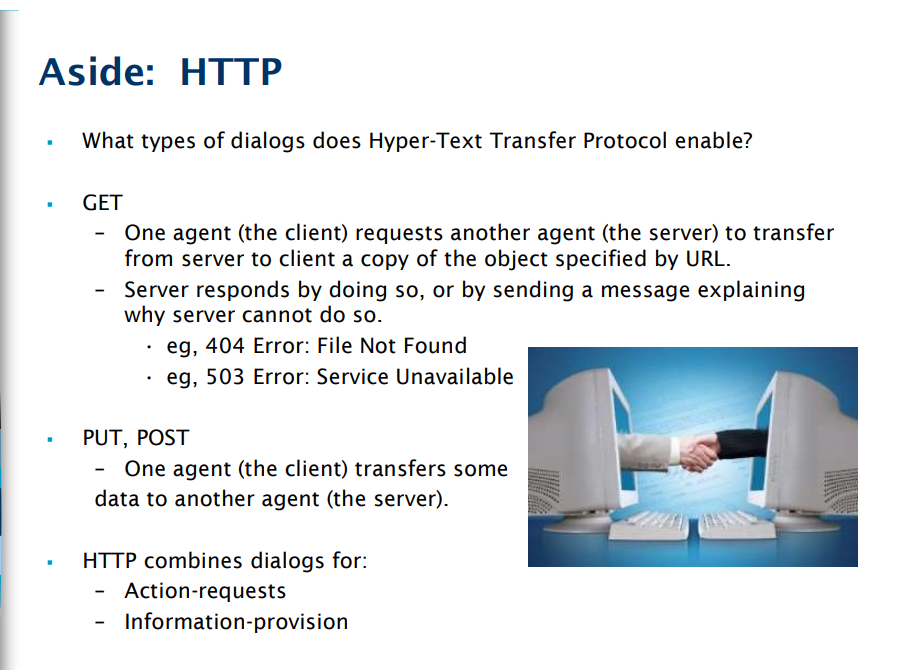 Aside: HTTP
▪ What types of dialogs does Hyper-Text Transfer Protocol enable?
▪ GET
– One agent (the client) requests another agent (the server) to transfer
from server to client a copy of the object specified by URL.
– Server responds by doing so, or by sending a message explaining
why server cannot do so.
· eg, 404 Error: File Not Found
· eg, 503 Error: Service Unavailable
▪ PUT, POST
– One agent (the client) transfers some
data to another agent (the server).
▪ HTTP combines dialogs for:
– Action-requests
– Information-provision